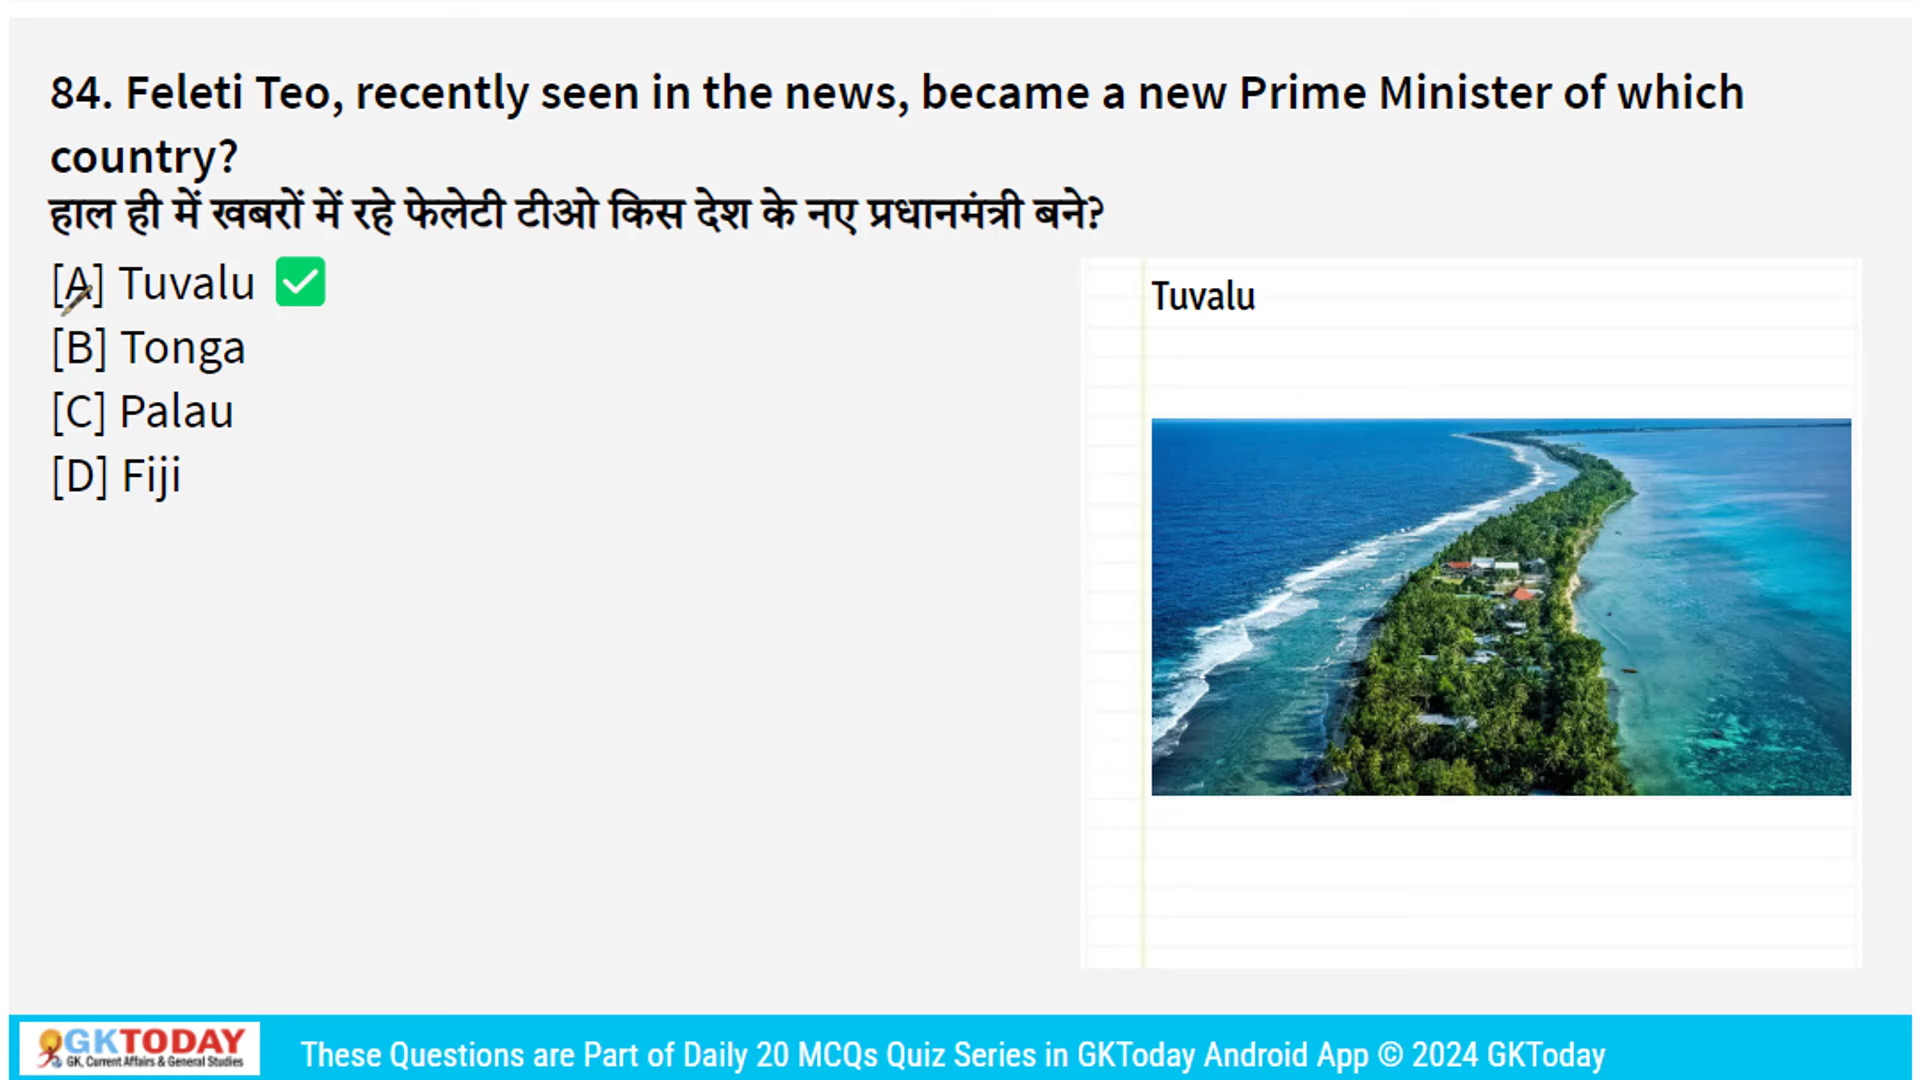 84. Feleti Teo, recently seen in the news, became a new Prime Minister of which
country?
हाल ही में खबरों में रहे फेलेटी टीओ किस देश के नए प्रधानमंत्री बने?
[A] Tuvalu ✅
[B] Tonga
[C] Palau
[D] Fiji
Tuvalu
GKTODAY
GK, Current Affairs & General Studies
These Questions are Part of Daily 20 MCQs Quiz Series in GKToday Android App © 2024 GKToday